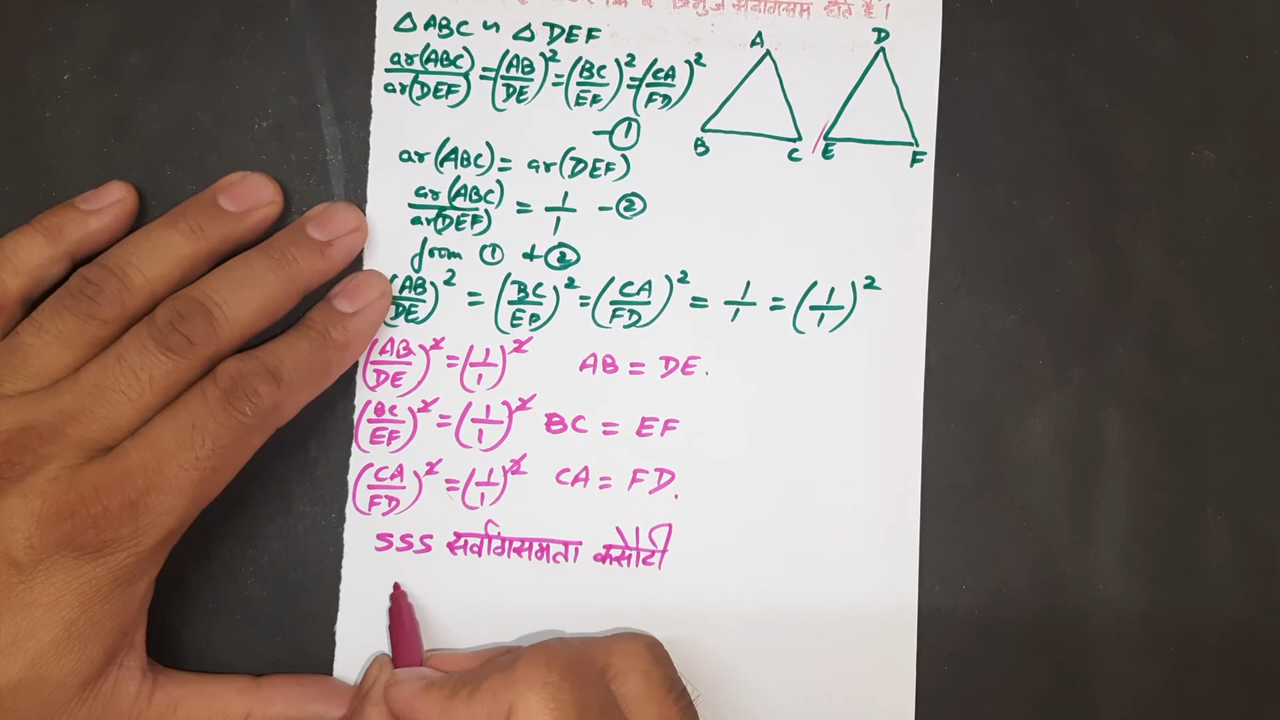 त्रिभुज सर्वांगसम होते हैं।
△ABC ∽ △DEF
ar(ABC)/ar(DEF) = (AB/DE)² = (BC/EF)² = (CA/FD)²
-①
ar(ABC) = ar(DEF)
ar(ABC)/ar(DEF) = 1/1 -②
from ① & ②
(AB/DE)² = (BC/EF)² = (CA/FD)² = 1/1 = (1/1)²
(AB/DE)² = (1/1)² AB = DE.
(BC/EF)² = (1/1)² BC = EF
(CA/FD)² = (1/1)² CA = FD.
SSS सर्वांगसमता कसौटी
A
B
C
D
E
F